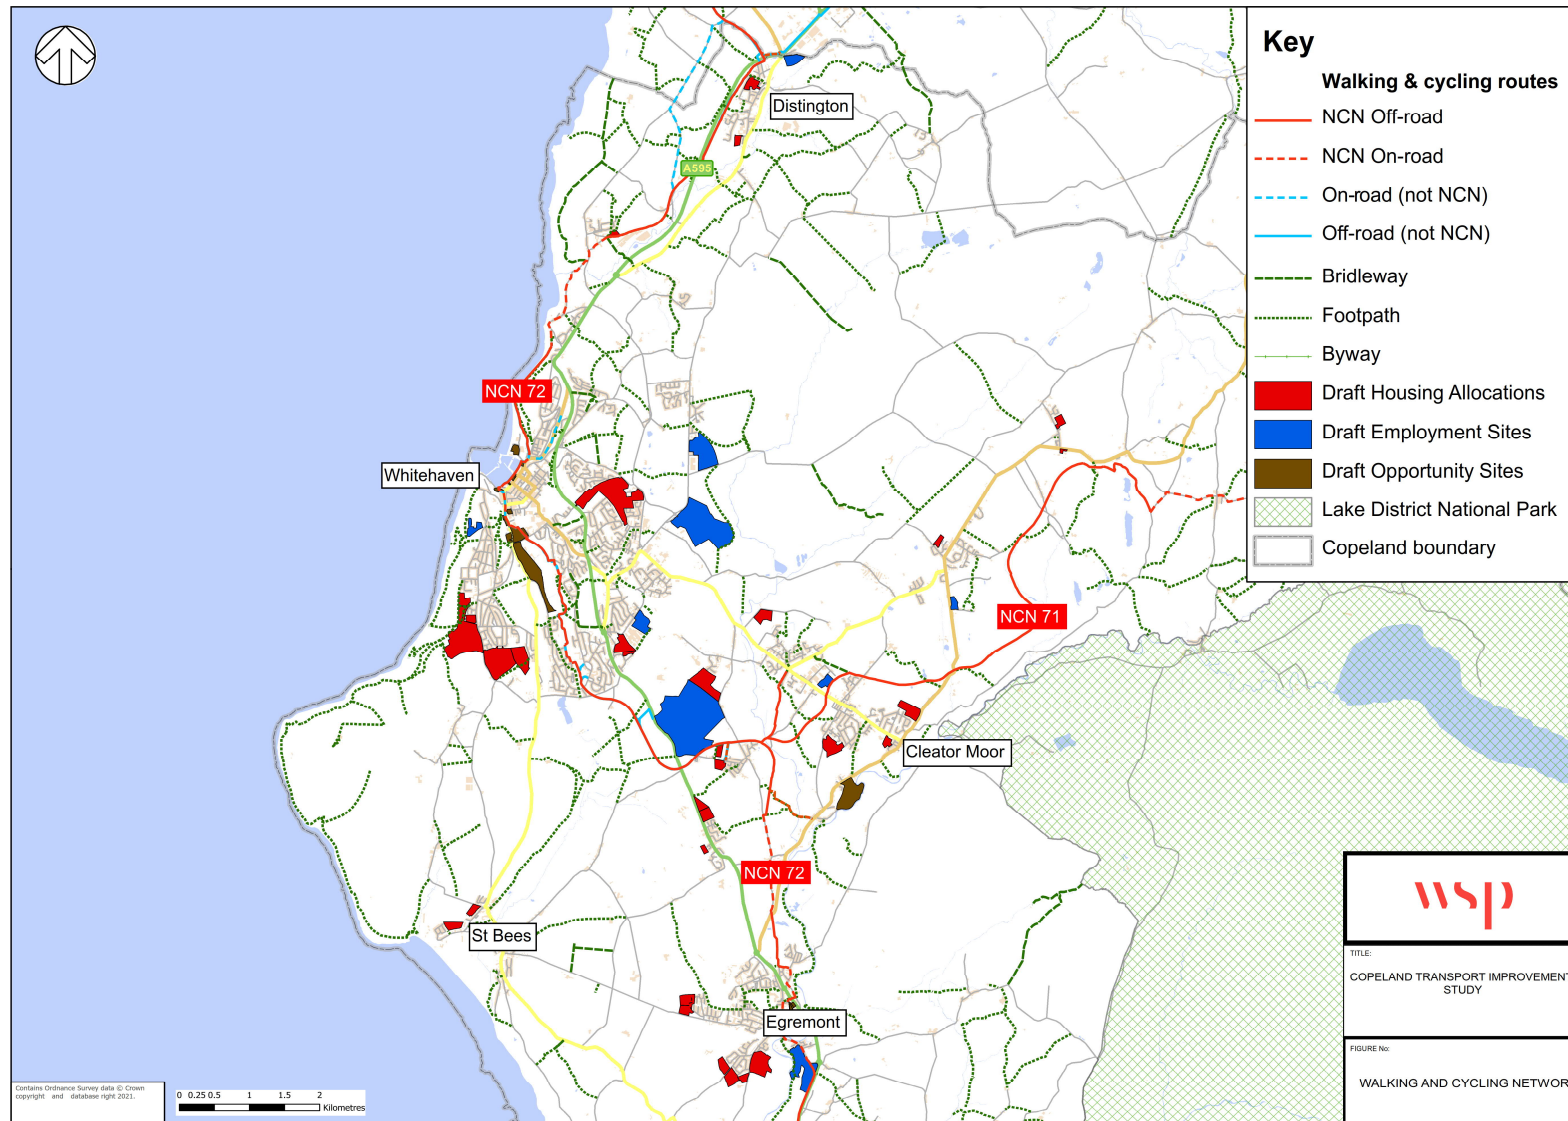 Key
Walking & cycling routes
NCN Off-road
NCN On-road
On-road (not NCN)
Off-road (not NCN)
Bridleway
Footpath
Byway
Draft Housing Allocations
Draft Employment Sites
Draft Opportunity Sites
Lake District National Park
Copeland boundary
Distington
A595
NCN 72
Whitehaven
NCN 71
Cleator Moor
NCN 72
St Bees
Egremont
wsp
TITLE:
COPELAND TRANSPORT IMPROVEMENT
STUDY
FIGURE No:
WALKING AND CYCLING NETWOR
Contains Ordnance Survey data © Crown
copyright and database right 2021.
0 0.25 0.5 1 1.5 2
Kilometres